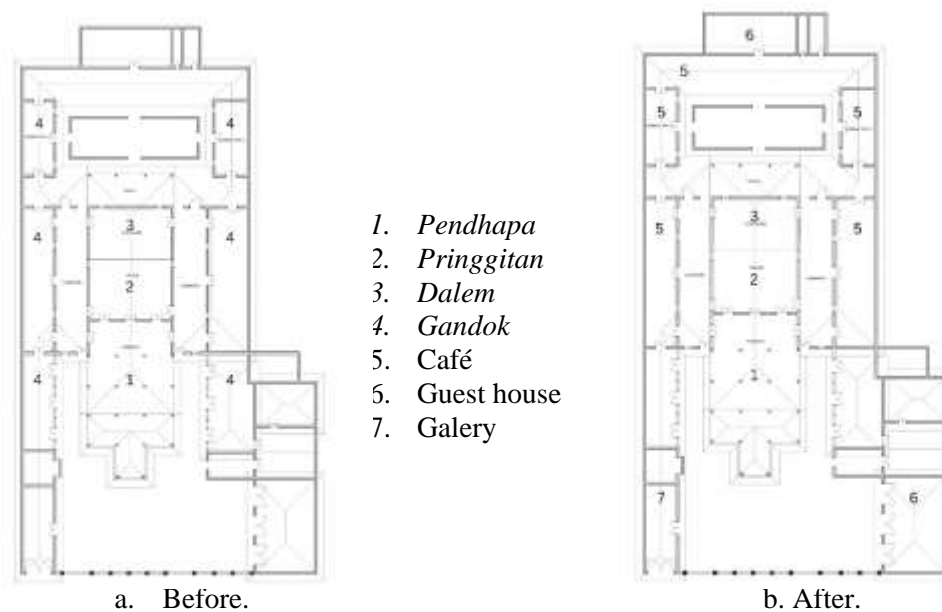 6
5
4
4
5
5
3
3
4
4
5
5
2
2
4
4
1
1
7
6
1. Pendhapa
2. Pringgitan
3. Dalem
4. Gandok
5. Café
6. Guest house
7. Galery
a. Before.
b. After.